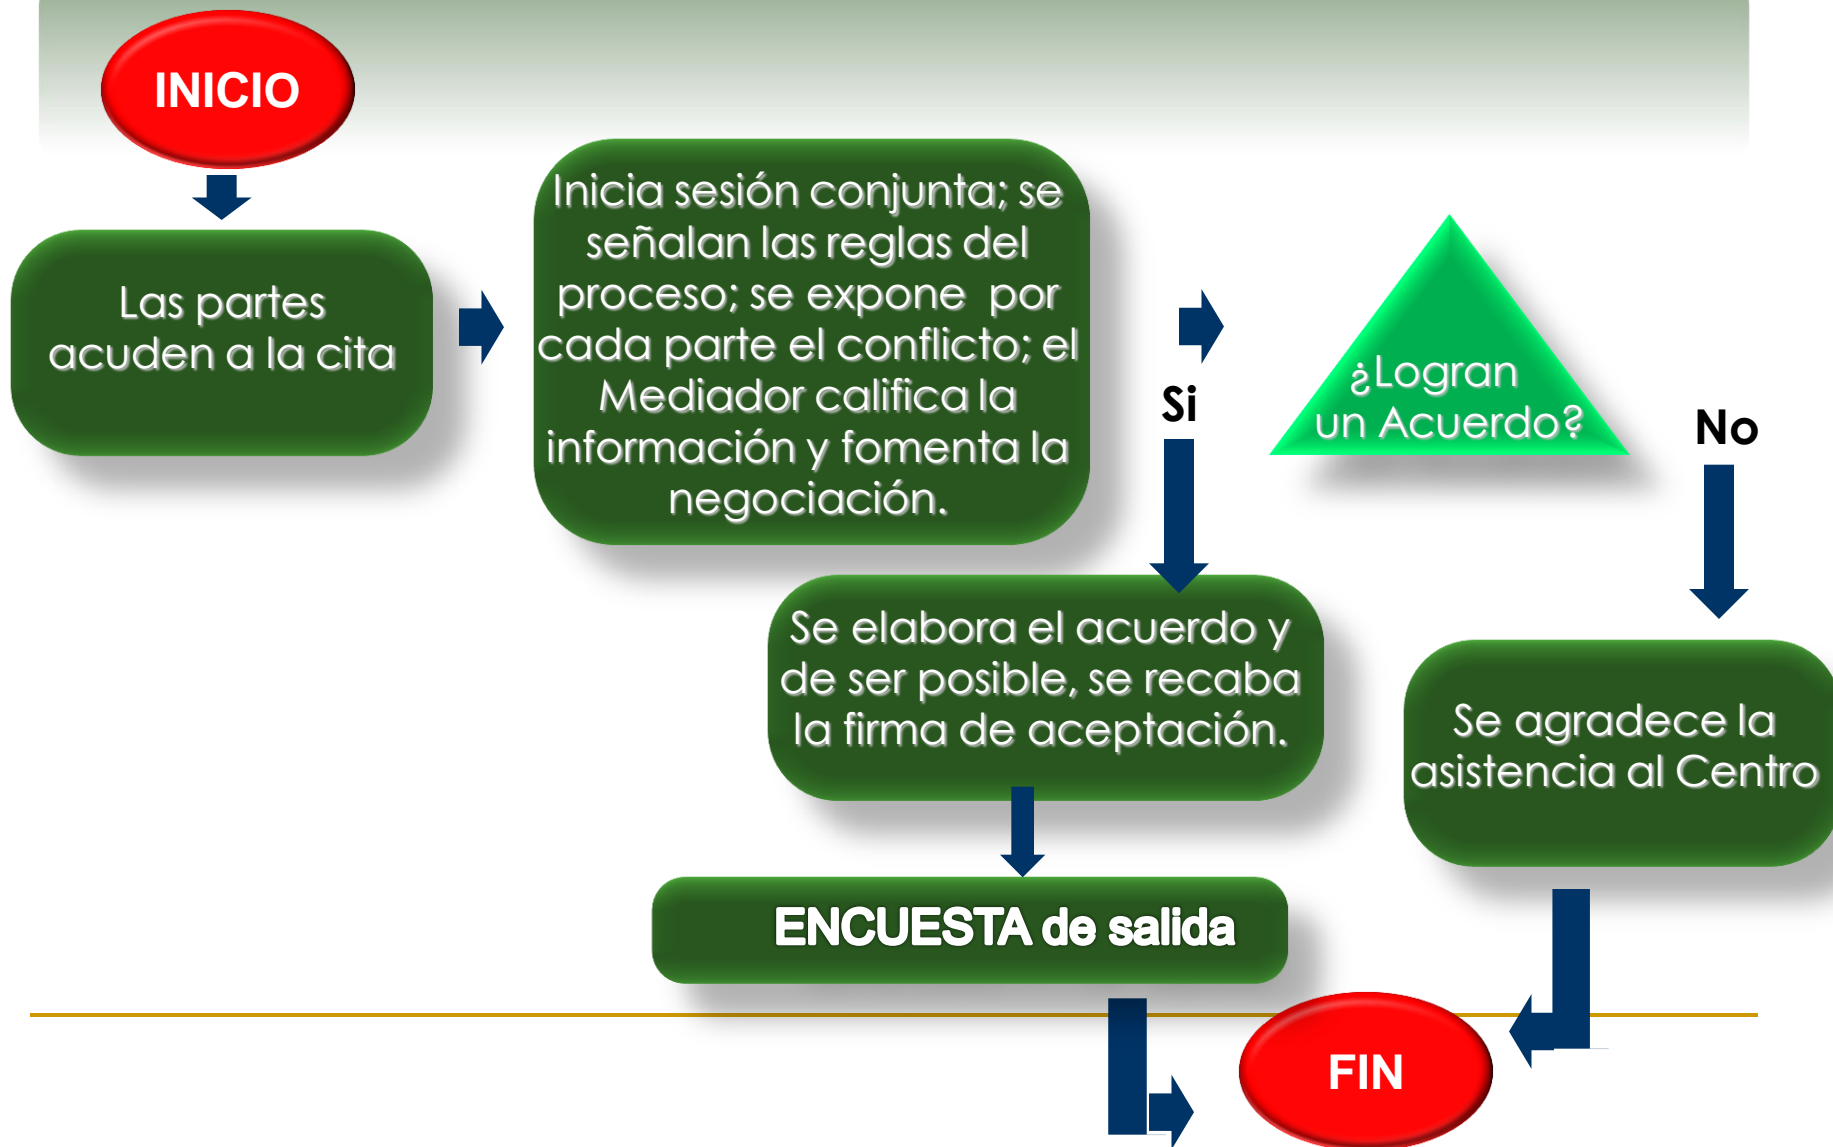 INICIO
Las partes
acuden a la cita
Inicia sesión conjunta; se
señalan las reglas del
proceso; se expone por
cada parte el conflicto; el
Mediador califica la
información y fomenta la
negociación.
¿Logran
un Acuerdo?
Si
No
Se elabora el acuerdo y
de ser posible, se recaba
la firma de aceptación.
Se agradece la
asistencia al Centro
ENCUESTA de salida
FIN